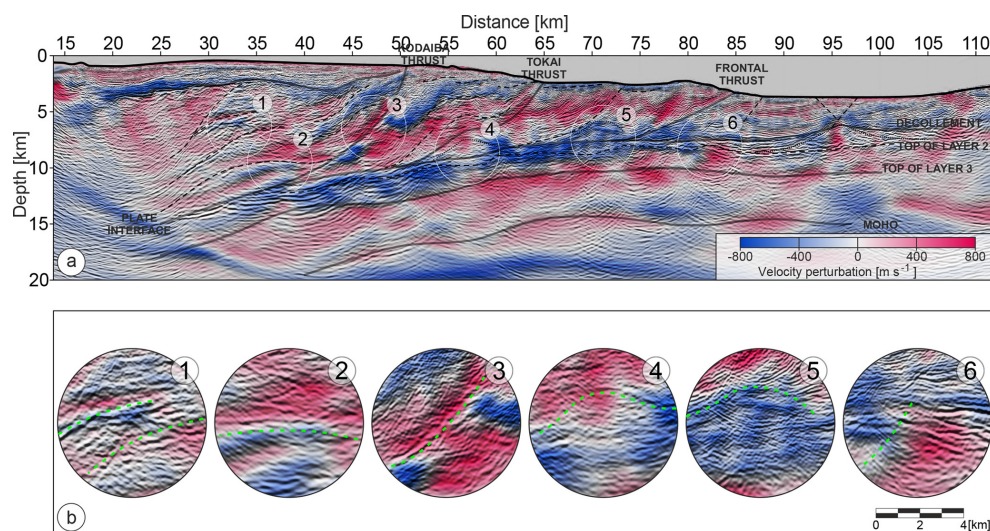 Distance [km]
15 20 25 30 35 40 45 50 55 60 65 70 75 80 85 90 95 100 105 110
KODAIBA
THRUST
TOKAI
THRUST
FRONTAL
THRUST
Depth [km]
0
5
10
15
20
1
2
3
4
5
6
DECOLLEMENT
TOP OF LAYER 2
TOP OF LAYER 3
PLATE
INTERFACE
MOHO
-800 -400 0 400 800
Velocity perturbation [m s⁻¹]
a
1
2
3
4
5
6
b
0 2 4 [km]